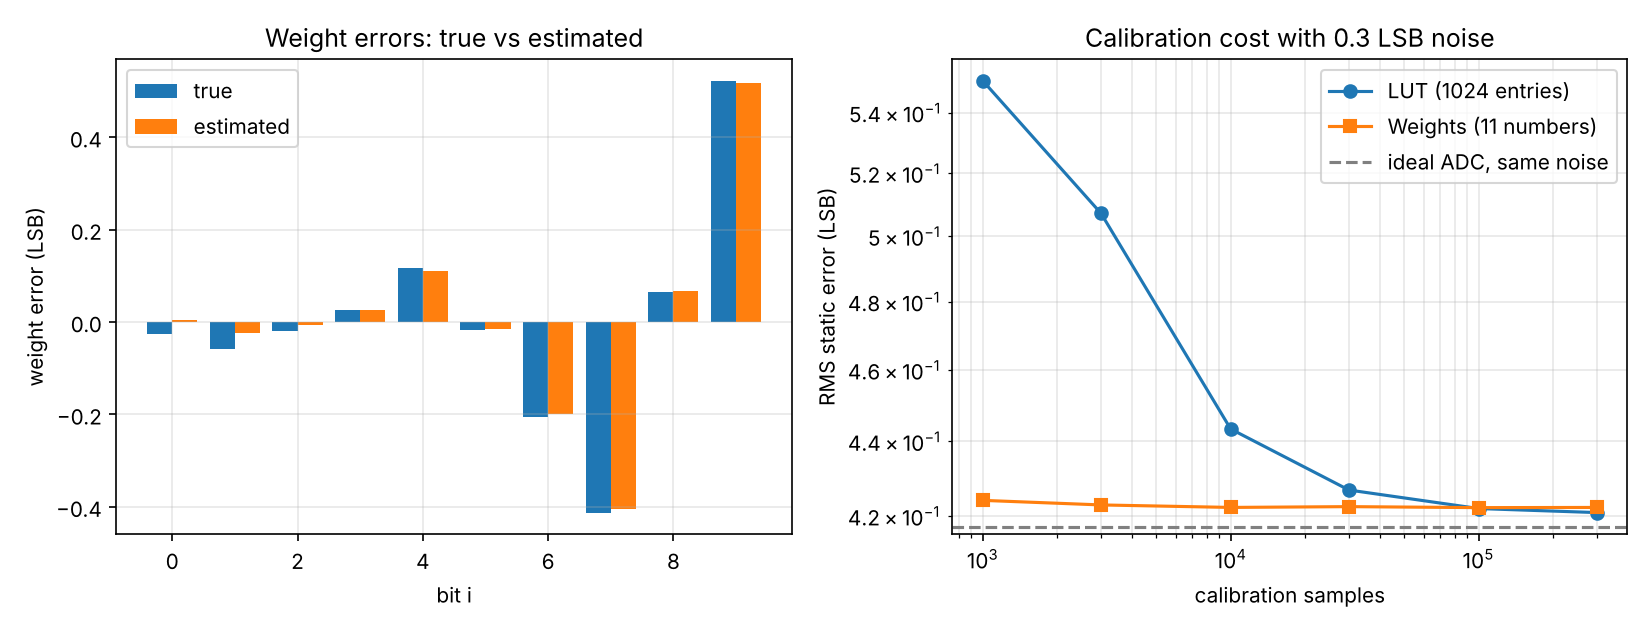 Weight errors: true vs estimated
true
estimated
weight error (LSB)
0.4
0.2
0.0
−0.2
−0.4
0
2
4
6
8
bit i
Calibration cost with 0.3 LSB noise
LUT (1024 entries)
Weights (11 numbers)
ideal ADC, same noise
RMS static error (LSB)
5.4 × 10⁻¹
5.2 × 10⁻¹
5 × 10⁻¹
4.8 × 10⁻¹
4.6 × 10⁻¹
4.4 × 10⁻¹
4.2 × 10⁻¹
10³
10⁴
10⁵
calibration samples